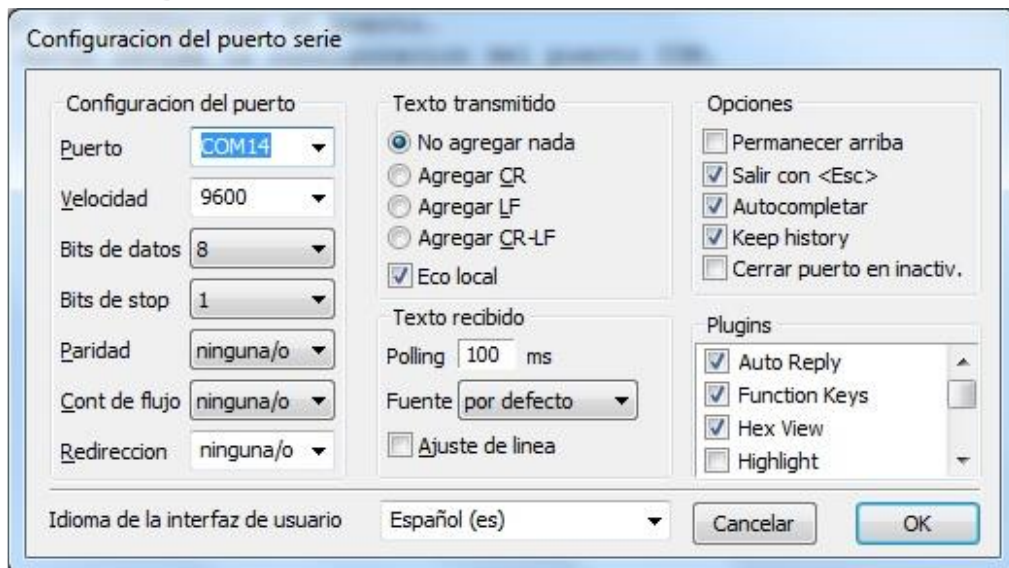 Configuracion del puerto serie
Configuracion del puerto
Puerto COM14
Velocidad 9600
Bits de datos 8
Bits de stop 1
Paridad ninguna/o
Cont de flujo ninguna/o
Redireccion ninguna/o
Texto transmitido
No agregar nada
Agregar CR
Agregar LF
Agregar CR-LF
Eco local
Texto recibido
Polling 100 ms
Fuente por defecto
Ajuste de linea
Opciones
Permanecer arriba
Salir con <Esc>
Autocompletar
Keep history
Cerrar puerto en inactiv.
Plugins
Auto Reply
Function Keys
Hex View
Highlight
Idioma de la interfaz de usuario Español (es)
Cancelar OK